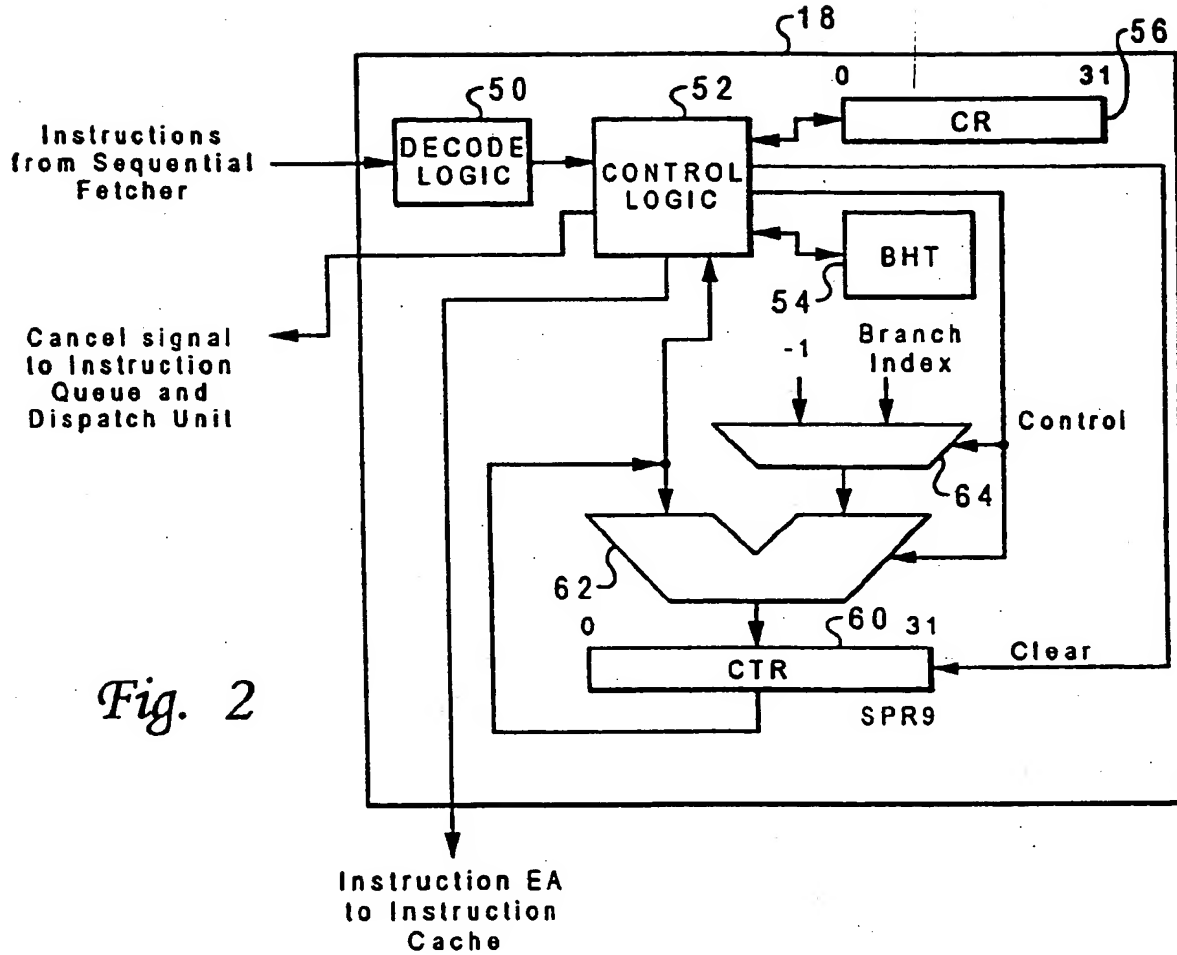 18
56
0 31
50
52
CR
Instructions
from Sequential
Fetcher
DECODE
LOGIC
CONTROL
LOGIC
BHT
54
Cancel signal
to Instruction
Queue and
Dispatch Unit
-1
Branch
Index
Control
64
62
0
60
31
CTR
Clear
SPR9
Fig. 2
Instruction EA
to Instruction
Cache